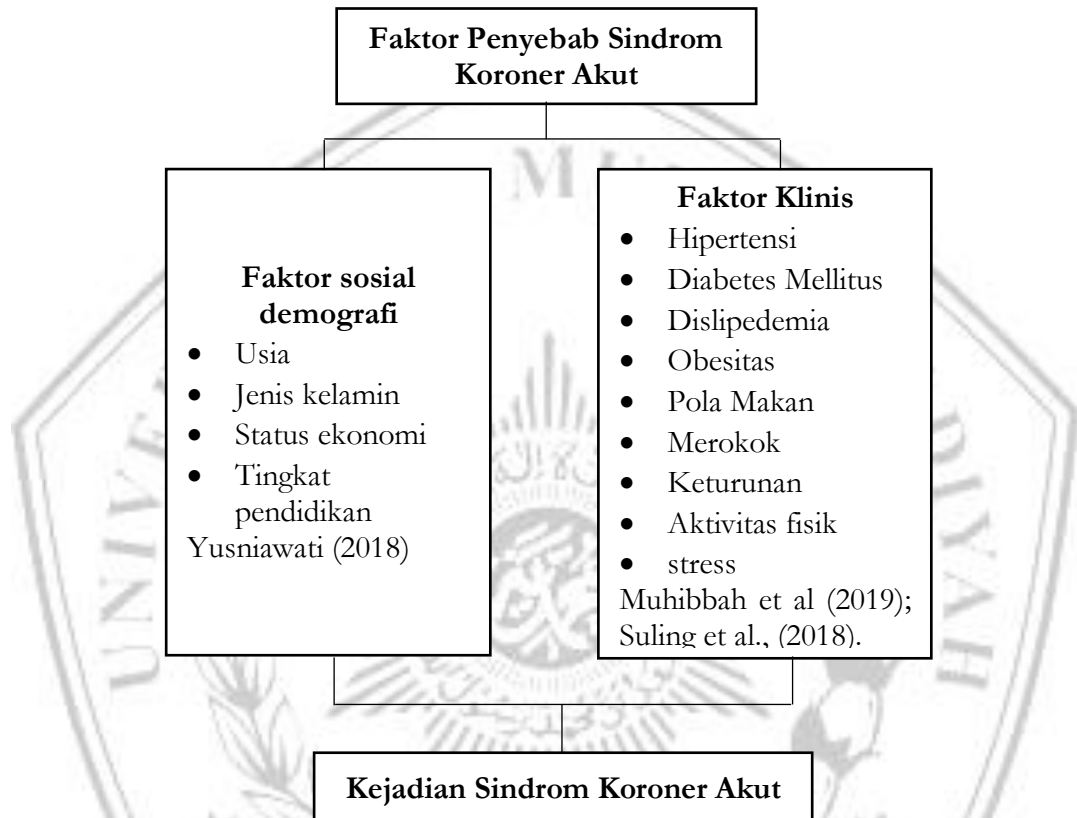 Faktor Penyebab Sindrom
Koroner Akut
Faktor sosial
demografi
• Usia
• Jenis kelamin
• Status ekonomi
• Tingkat
pendidikan
Yusniawati (2018)
Faktor Klinis
• Hipertensi
• Diabetes Mellitus
• Dislipedemia
• Obesitas
• Pola Makan
• Merokok
• Keturunan
• Aktivitas fisik
• stress
Muhibbah et al (2019);
Suling et al., (2018).
Kejadian Sindrom Koroner Akut